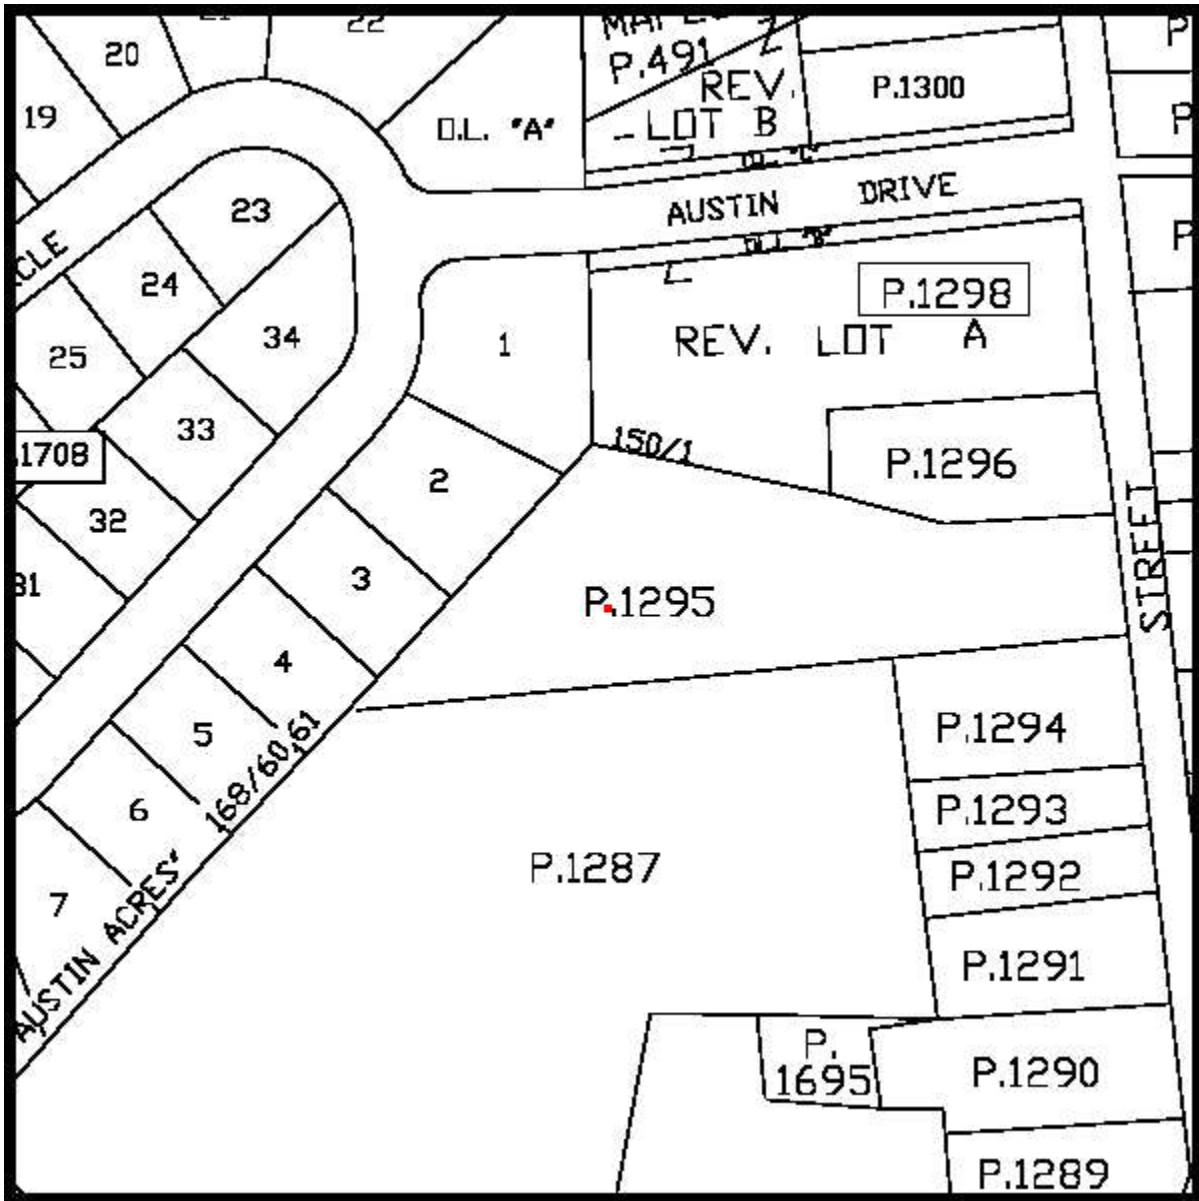 20
22
P.491
REV.
LOT B
P.1300
19
O.L. "A"
AUSTIN DRIVE
23
24
25
34
33
1
P.1298
REV. LOT A
.1708
150/1
P.1296
2
32
3
P.1295
STREET
4
5
6
7
168/60,61
AUSTIN ACRES"
P.1294
P.1293
P.1292
P.1287
P.1291
P.
1695
P.1290
P.1289